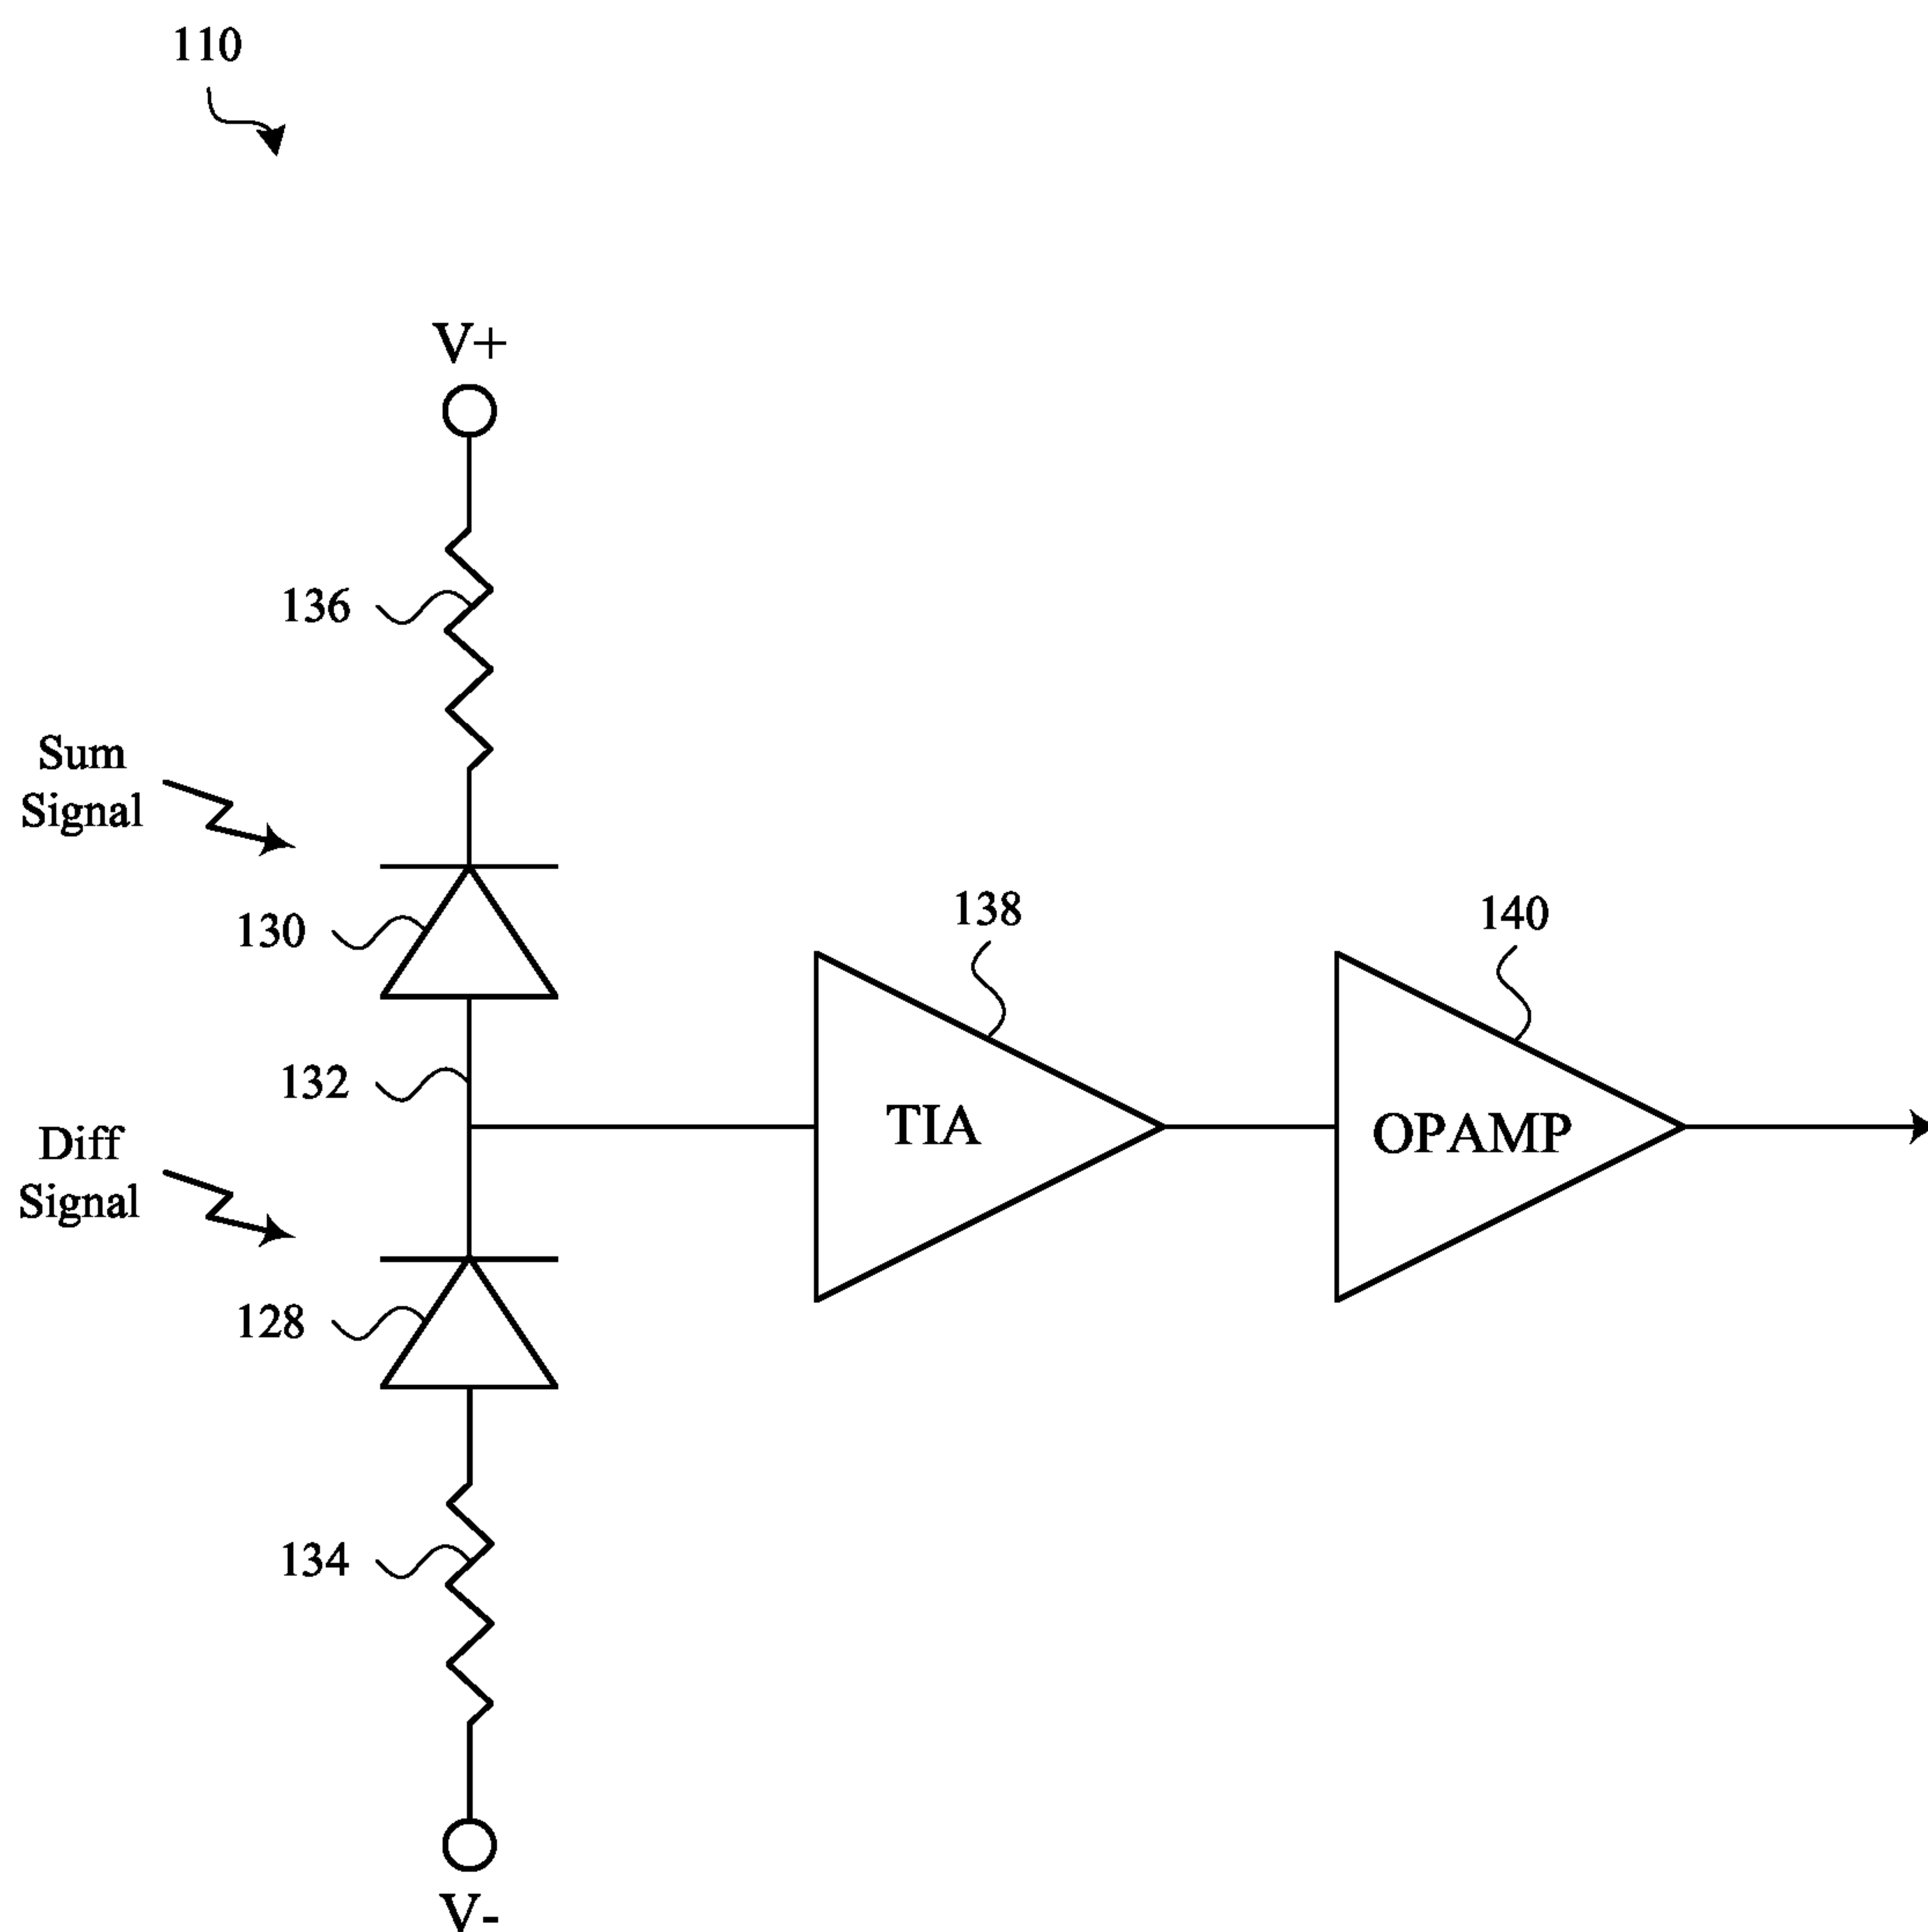 110
V+
136
Sum
Signal
130
138
140
132
TIA
OPAMP
Diff
Signal
128
134
V-